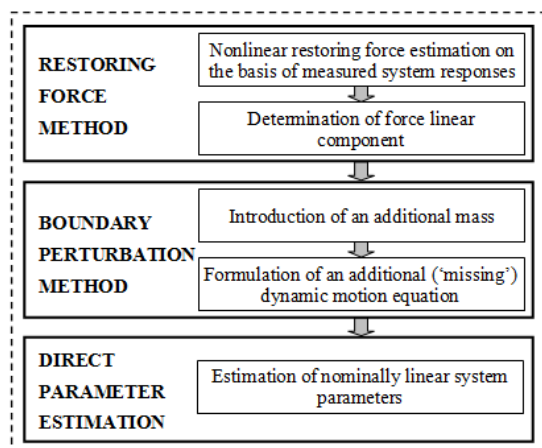 RESTORING
FORCE
METHOD
Nonlinear restoring force estimation on
the basis of measured system responses
Determination of force linear
component
BOUNDARY
PERTURBATION
METHOD
Introduction of an additional mass
Formulation of an additional (‘missing’)
dynamic motion equation
DIRECT
PARAMETER
ESTIMATION
Estimation of nominally linear system
parameters